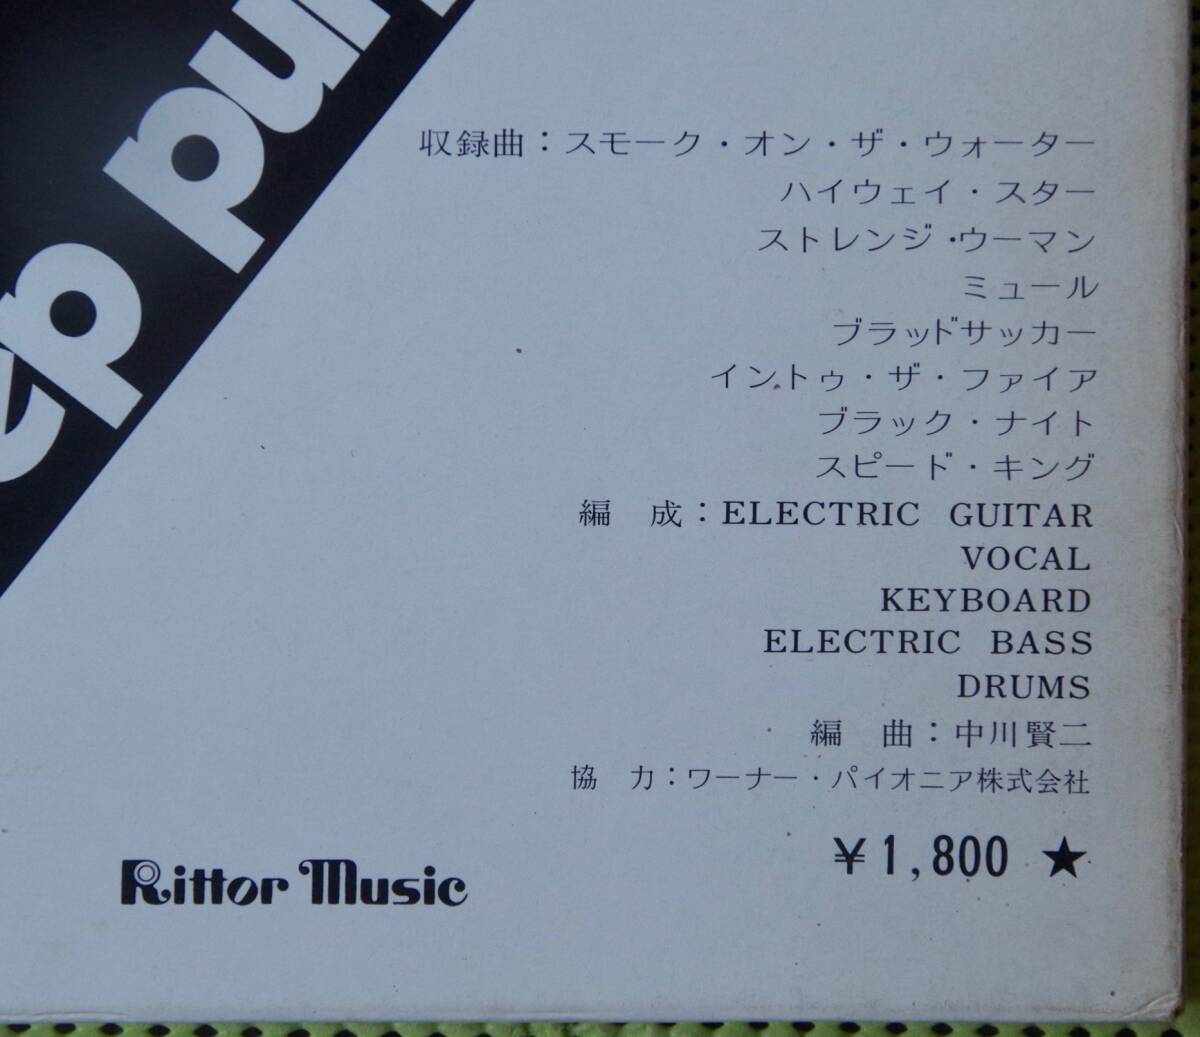 ep pur
収録曲：スモーク・オン・ザ・ウォーター
ハイウェイ・スター
ストレンジ・ウーマン
ミュール
ブラッドサッカー
イントゥ・ザ・ファイア
ブラック・ナイト
スピード・キング
編　成：ELECTRIC GUITAR
VOCAL
KEYBOARD
ELECTRIC BASS
DRUMS
編　曲：中川賢二
協　力：ワーナー・パイオニア株式会社
¥1,800 ★
Rittor Music